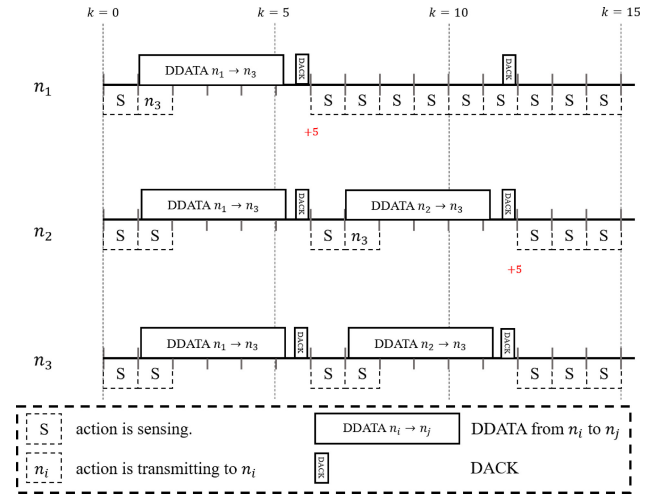 k = 0 k = 5 k = 10 k = 15
DDATA n₁ → n₃ DACK DACK
n₁
S n₃ S S S S S S S S S
+5
DDATA n₁ → n₃ DACK DDATA n₂ → n₃ DACK
n₂
S S S n₃ S S S
+5
DDATA n₁ → n₃ DACK DDATA n₂ → n₃ DACK
n₃
S S S S S S S
S action is sensing. DDATA nᵢ → nⱼ DDATA from nᵢ to nⱼ
nᵢ action is transmitting to nᵢ DACK DACK